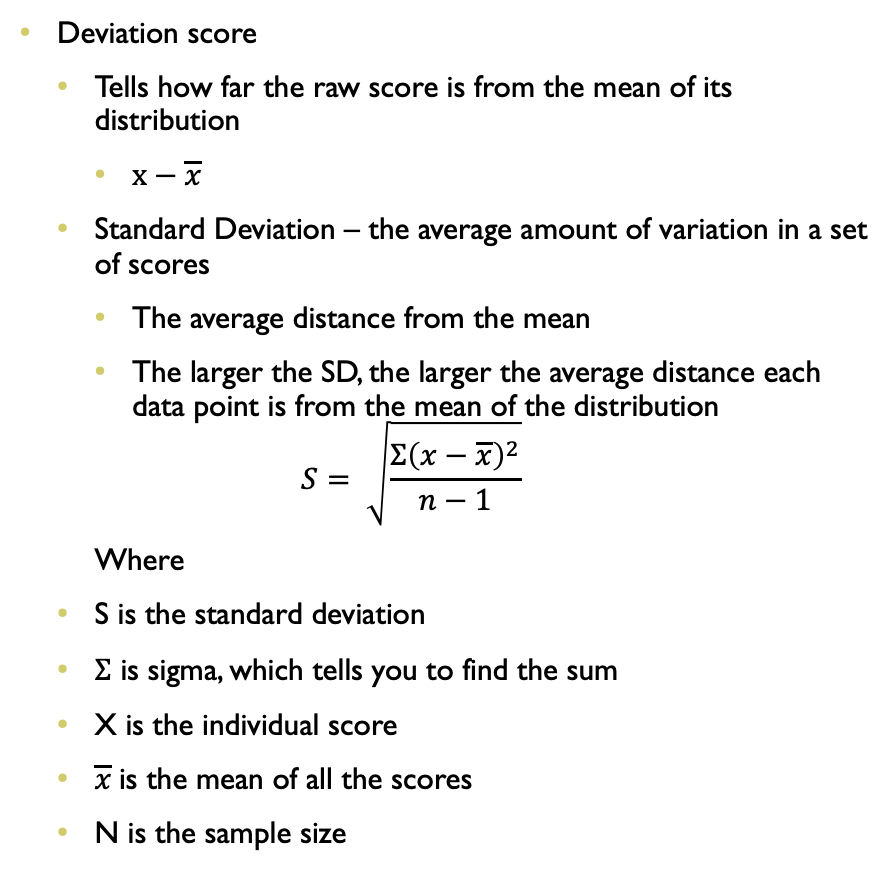 • Deviation score
• Tells how far the raw score is from the mean of its
distribution
• x – x̅
• Standard Deviation – the average amount of variation in a set
of scores
• The average distance from the mean
• The larger the SD, the larger the average distance each
data point is from the mean of the distribution
S = √(Σ(x − x̅)² / (n − 1))
Where
• S is the standard deviation
• Σ is sigma, which tells you to find the sum
• X is the individual score
• x̅ is the mean of all the scores
• N is the sample size